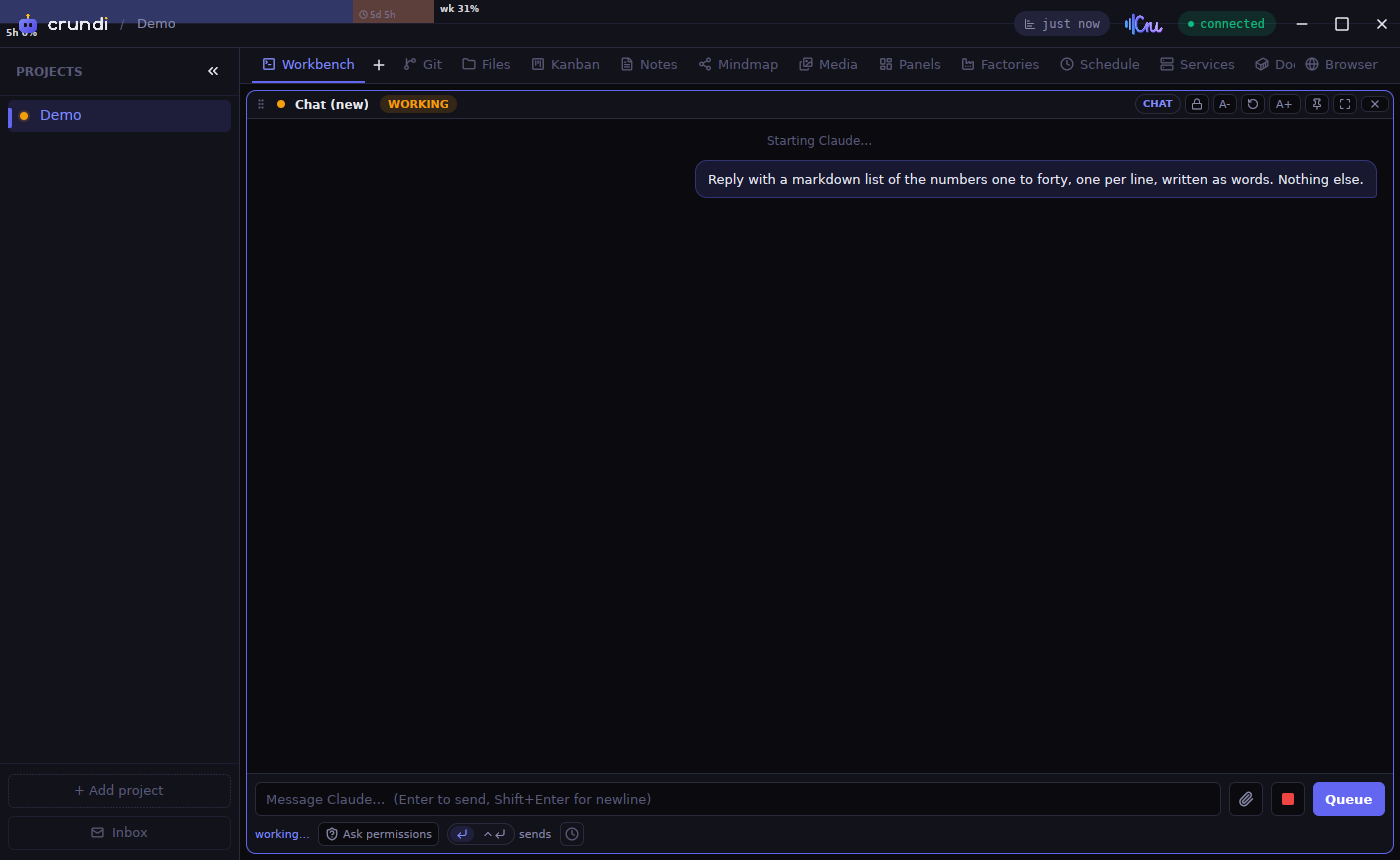 5d 5h
wk 31%
5h 0%
crundi / Demo
just now
Cru
connected
PROJECTS
Workbench
Git
Files
Kanban
Notes
Mindmap
Media
Panels
Factories
Schedule
Services
Doc
Browser
Demo
Chat (new)
WORKING
CHAT
A-
A+
Starting Claude...
Reply with a markdown list of the numbers one to forty, one per line, written as words. Nothing else.
+ Add project
Inbox
Message Claude... (Enter to send, Shift+Enter for newline)
Queue
working...
Ask permissions
sends